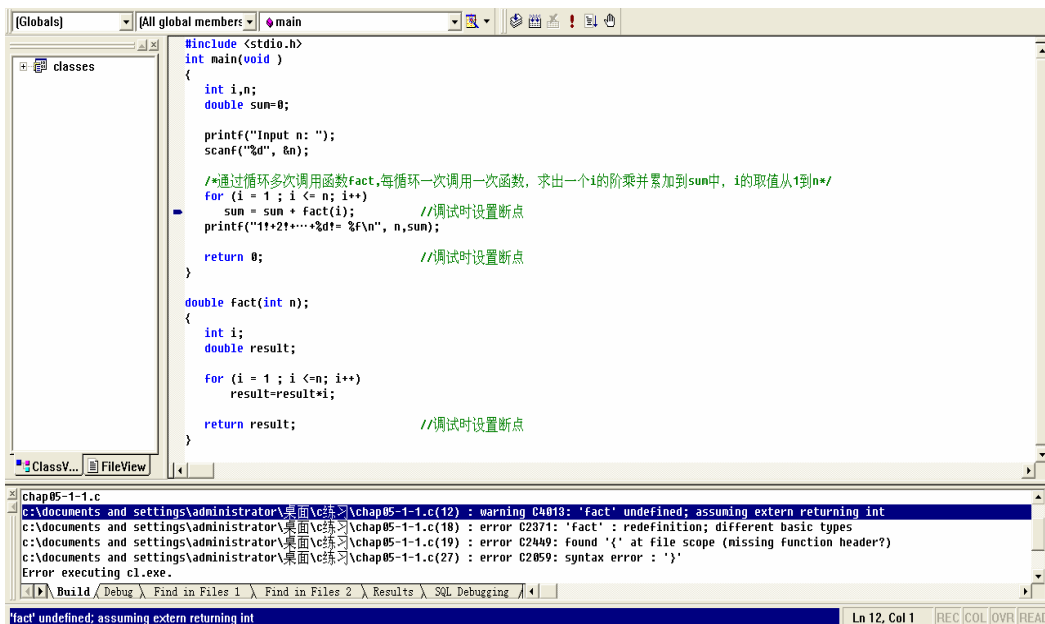 (Globals) (All global members main
classes
#include <stdio.h>
int main(void )
{
int i,n;
double sum=0;
printf("Input n: ");
scanf("%d", &n);
/*通过循环多次调用函数fact,每循环一次调用一次函数，求出一个i的阶乘并累加到sum中，i的取值从1到n*/
for (i = 1 ; i <= n; i++)
sum = sum + fact(i); //调试时设置断点
printf("1!+2!+…+%d!= %f\n", n,sum);
return 0; //调试时设置断点
}
double fact(int n);
{
int i;
double result;
for (i = 1 ; i <=n; i++)
result=result*i;
return result; //调试时设置断点
}
ClassV... FileView
chap05-1-1.c
c:\documents and settings\administrator\桌面\c练习\chap05-1-1.c(12) : warning C4013: 'fact' undefined; assuming extern returning int
c:\documents and settings\administrator\桌面\c练习\chap05-1-1.c(18) : error C2371: 'fact' : redefinition; different basic types
c:\documents and settings\administrator\桌面\c练习\chap05-1-1.c(19) : error C2449: found '{' at file scope (missing function header?)
c:\documents and settings\administrator\桌面\c练习\chap05-1-1.c(27) : error C2059: syntax error : '}'
Error executing cl.exe.
Build Debug Find in Files 1 Find in Files 2 Results SQL Debugging
'fact' undefined; assuming extern returning int Ln 12, Col 1 REC COL OVR READ